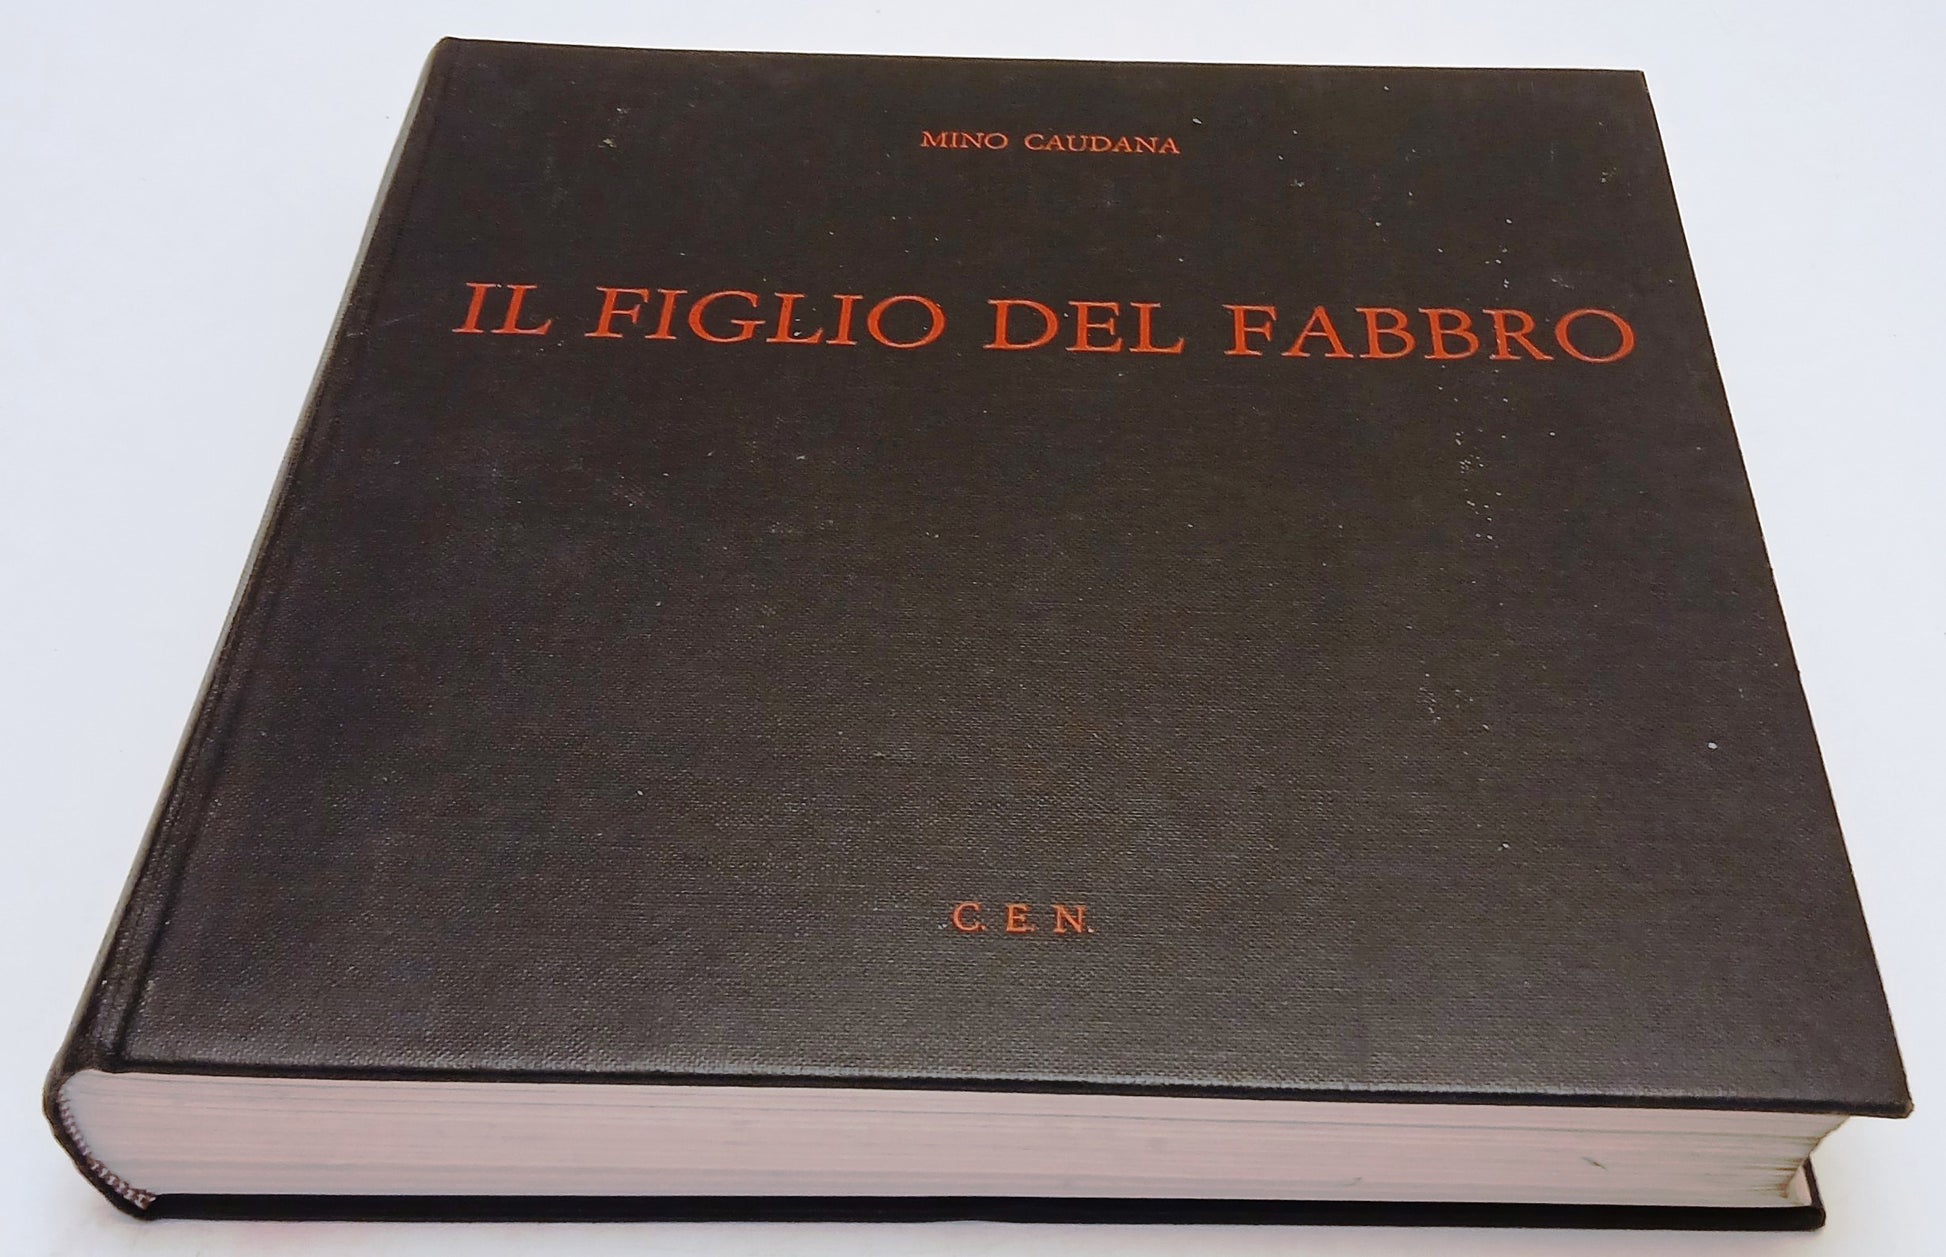 MINO CAUDANA
IL FIGLIO DEL FABBRO
C. E. N.